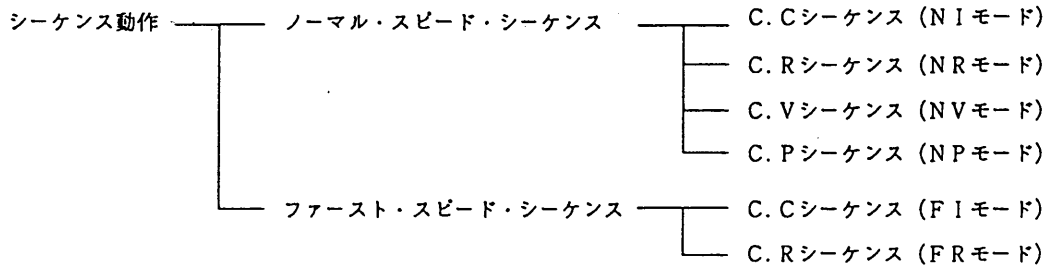 シーケンス動作 ノーマル・スピード・シーケンス C.Cシーケンス (NIモード)
C.Rシーケンス (NRモード)
C.Vシーケンス (NVモード)
C.Pシーケンス (NPモード)
ファースト・スピード・シーケンス C.Cシーケンス (FIモード)
C.Rシーケンス (FRモード)